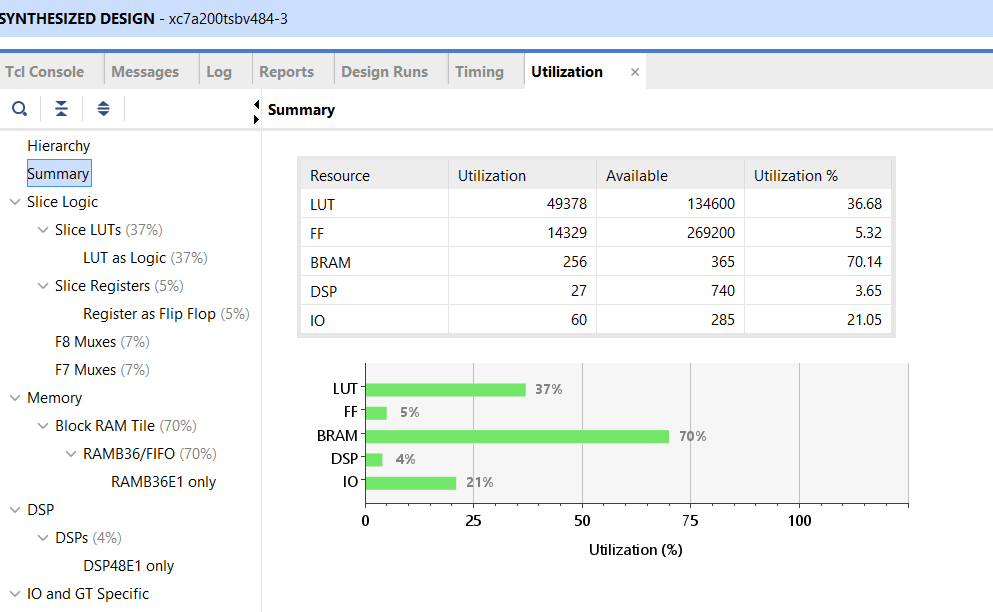 SYNTHESIZED DESIGN - xc7a200tsbv484-3
Tcl Console Messages Log Reports Design Runs Timing Utilization ×
Summary
Hierarchy
Summary
Slice Logic
Slice LUTs (37%)
LUT as Logic (37%)
Slice Registers (5%)
Register as Flip Flop (5%)
F8 Muxes (7%)
F7 Muxes (7%)
Memory
Block RAM Tile (70%)
RAMB36/FIFO (70%)
RAMB36E1 only
DSP
DSPs (4%)
DSP48E1 only
IO and GT Specific
Resource Utilization Available Utilization %
LUT 49378 134600 36.68
FF 14329 269200 5.32
BRAM 256 365 70.14
DSP 27 740 3.65
IO 60 285 21.05
LUT 37%
FF 5%
BRAM 70%
DSP 4%
IO 21%
0 25 50 75 100
Utilization (%)